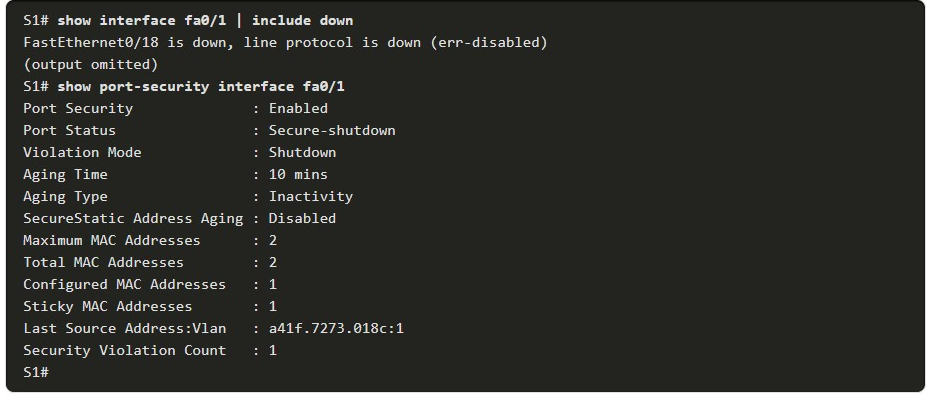 S1# show interface fa0/1 | include down
FastEthernet0/18 is down, line protocol is down (err-disabled)
(output omitted)
S1# show port-security interface fa0/1
Port Security              : Enabled
Port Status                : Secure-shutdown
Violation Mode             : Shutdown
Aging Time                 : 10 mins
Aging Type                 : Inactivity
SecureStatic Address Aging : Disabled
Maximum MAC Addresses      : 2
Total MAC Addresses        : 2
Configured MAC Addresses   : 1
Sticky MAC Addresses       : 1
Last Source Address:Vlan   : a41f.7273.018c:1
Security Violation Count   : 1
S1#